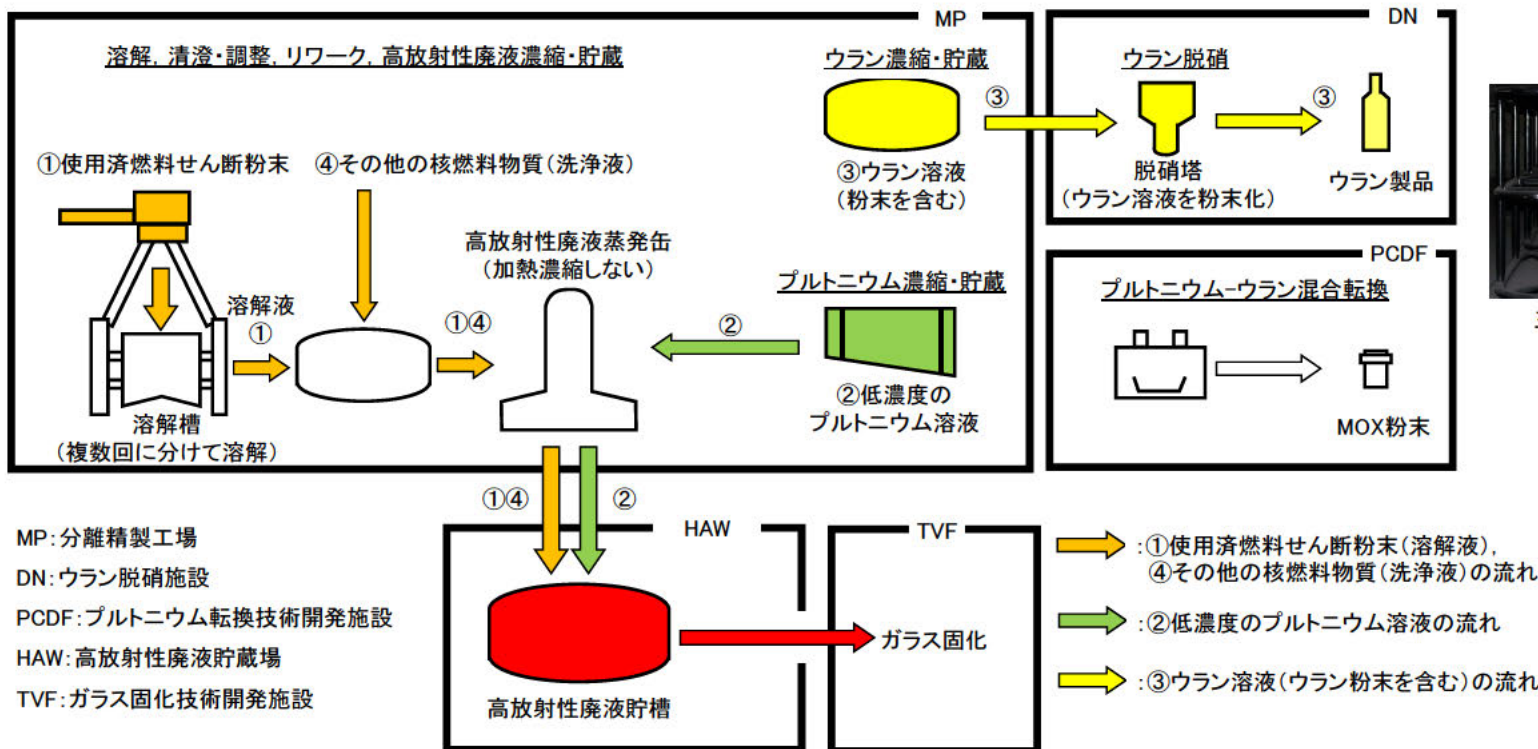 MP
DN
溶解，清澄・調整，リワーク，高放射性廃液濃縮・貯蔵
ウラン濃縮・貯蔵
ウラン脱硝
③
③
①使用済燃料せん断粉末
④その他の核燃料物質（洗浄液）
③ウラン溶液
（粉末を含む）
脱硝塔
（ウラン溶液を粉末化）
ウラン製品
高放射性廃液蒸発缶
（加熱濃縮しない）
PCDF
プルトニウム濃縮・貯蔵
プルトニウム-ウラン混合転換
溶解液
①
①④
②
②低濃度の
プルトニウム溶液
MOX粉末
溶解槽
（複数回に分けて溶解）
①④
②
HAW
TVF
MP：分離精製工場
DN：ウラン脱硝施設
PCDF：プルトニウム転換技術開発施設
HAW：高放射性廃液貯蔵場
TVF：ガラス固化技術開発施設
ガラス固化
高放射性廃液貯槽
：①使用済燃料せん断粉末（溶解液），
④その他の核燃料物質（洗浄液）の流れ
：②低濃度のプルトニウム溶液の流れ
：③ウラン溶液（ウラン粉末を含む）の流れ